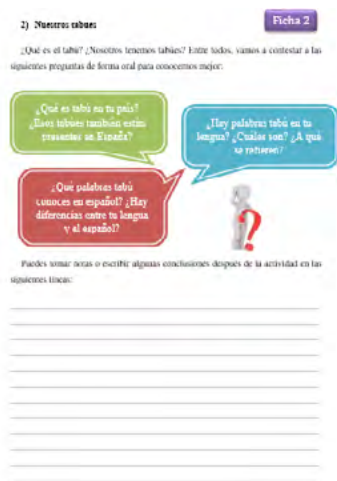 Ficha 2
2) Nuestros tabúes
¿Qué es el tabú? ¿Nosotros tenemos tabúes? Entre todos, vamos a contestar a las
siguientes preguntas de forma oral para conocernos mejor:
¿Qué es tabú en tu país?
¿Esos tabúes también están
presentes en España?
¿Hay palabras tabú en tu
lengua? ¿Cuáles son? ¿A qué
se refieren?
¿Qué palabras tabú
conoces en español? ¿Hay
diferencias entre tu lengua
y el español?
Puedes tomar notas o escribir algunas conclusiones después de la actividad en las
siguientes líneas: